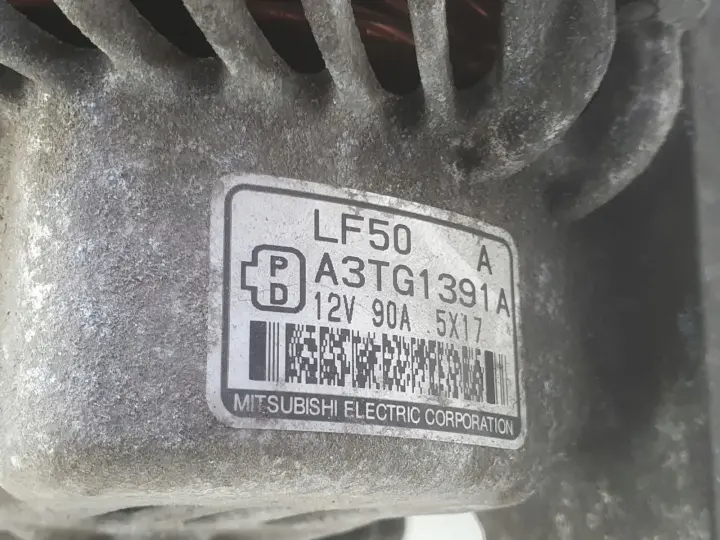 LF50 A
P
D
A3TG1391A
12V 90A 5X17
MITSUBISHI ELECTRIC CORPORATION